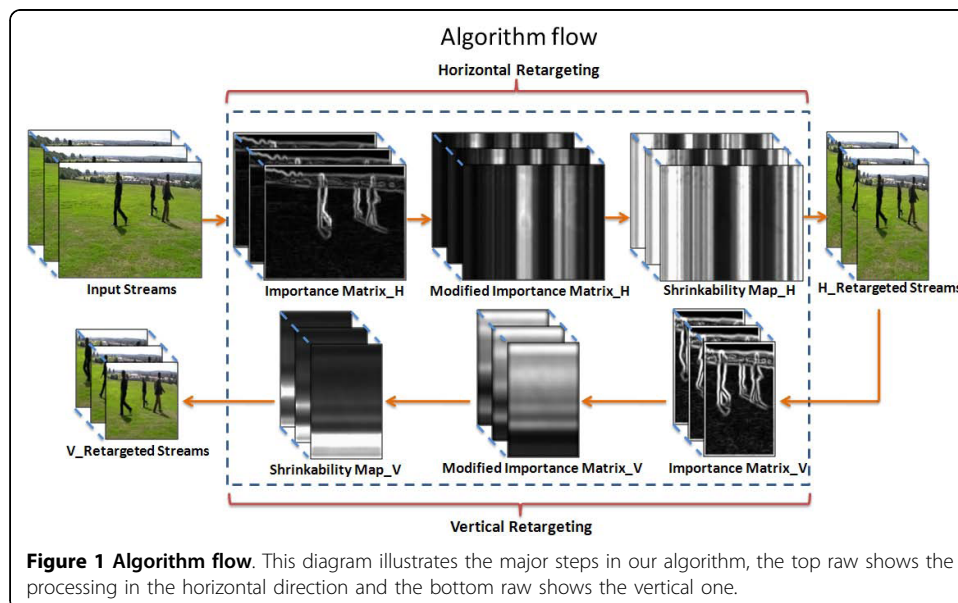 Algorithm flow
Horizontal Retargeting
Input Streams
Importance Matrix_H
Modified Importance Matrix_H
Shrinkability Map_H
H_Retargeted Streams
V_Retargeted Streams
Shrinkability Map_V
Modified Importance Matrix_V
Importance Matrix_V
Vertical Retargeting
Figure 1 Algorithm flow. This diagram illustrates the major steps in our algorithm, the top raw shows the
processing in the horizontal direction and the bottom raw shows the vertical one.